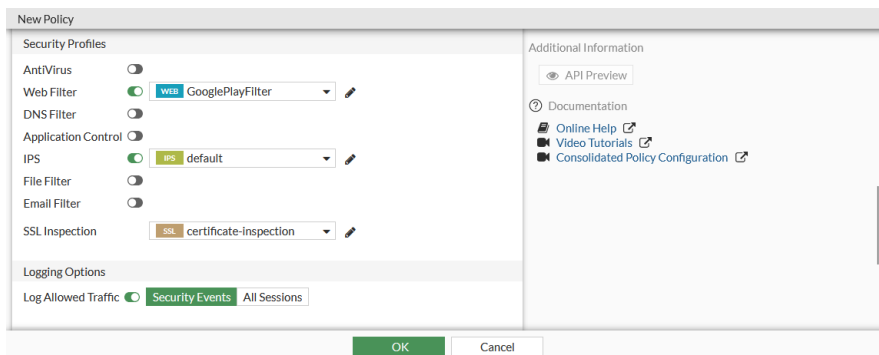 New Policy
Security Profiles
AntiVirus
Web Filter WEB GooglePlayFilter
DNS Filter
Application Control
IPS IPS default
File Filter
Email Filter
SSL Inspection SSL certificate-inspection
Logging Options
Log Allowed Traffic Security Events All Sessions
Additional Information
API Preview
Documentation
Online Help
Video Tutorials
Consolidated Policy Configuration
OK Cancel